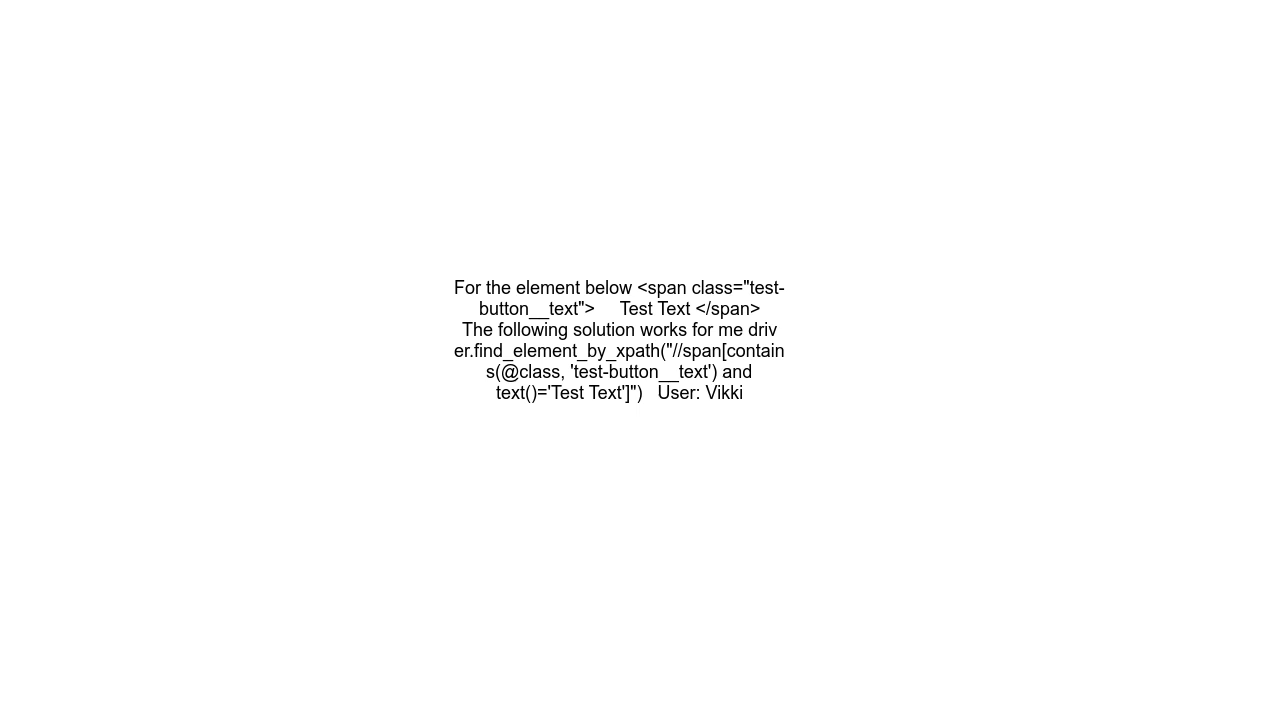 For the element below <span class="test-
button__text">     Test Text </span>
The following solution works for me driv
er.find_element_by_xpath("//span[contain
s(@class, 'test-button__text') and
text()='Test Text']")   User: Vikki